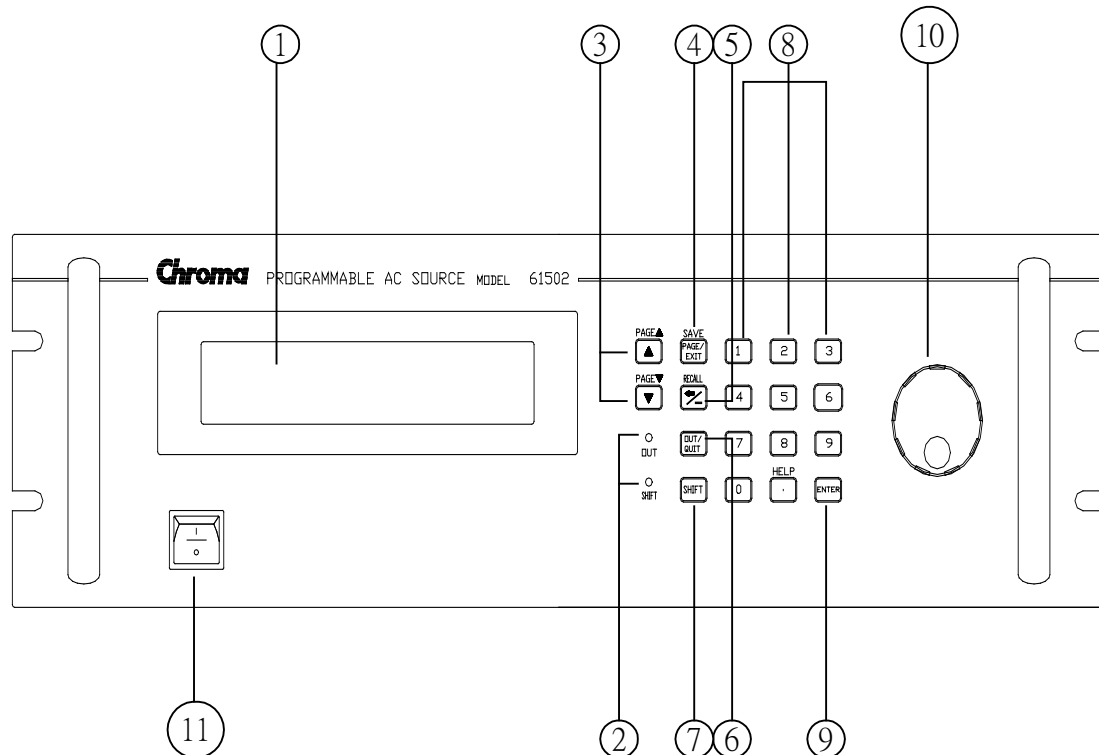 1
3
4
5
8
10
Chroma PROGRAMMABLE AC SOURCE MODEL 61502
PAGE▲ SAVE
▲ PAGE/ EXIT 1 2 3
PAGE▼ RECALL
▼ ←/− 4 5 6
OUT OUT/ QUIT 7 8 9
HELP
SHIFT SHIFT 0 . ENTER
I
O
11
2
7
6
9